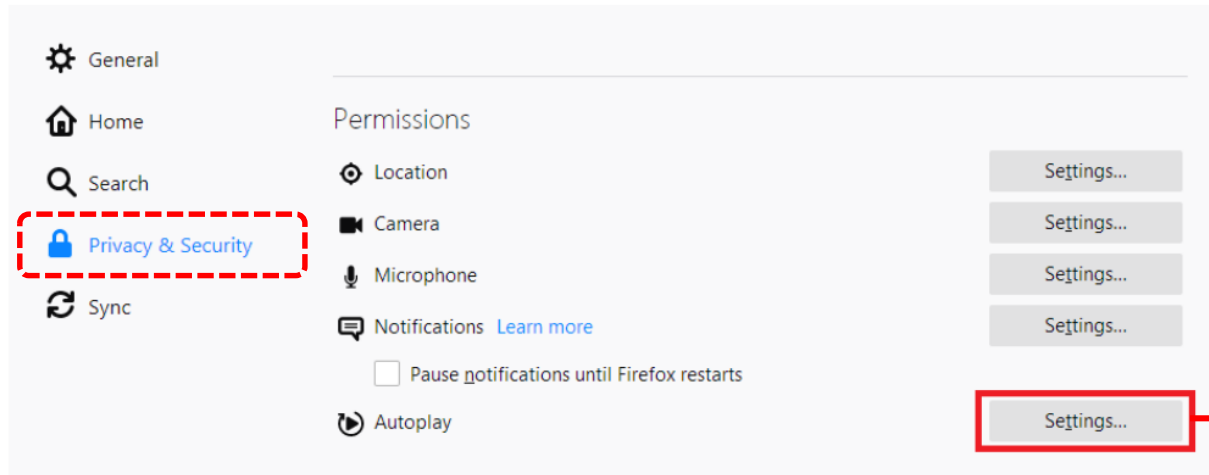 General
Home
Search
Privacy & Security
Sync
Permissions
Location Settings...
Camera Settings...
Microphone Settings...
Notifications Learn more Settings...
Pause notifications until Firefox restarts
Autoplay Settings...